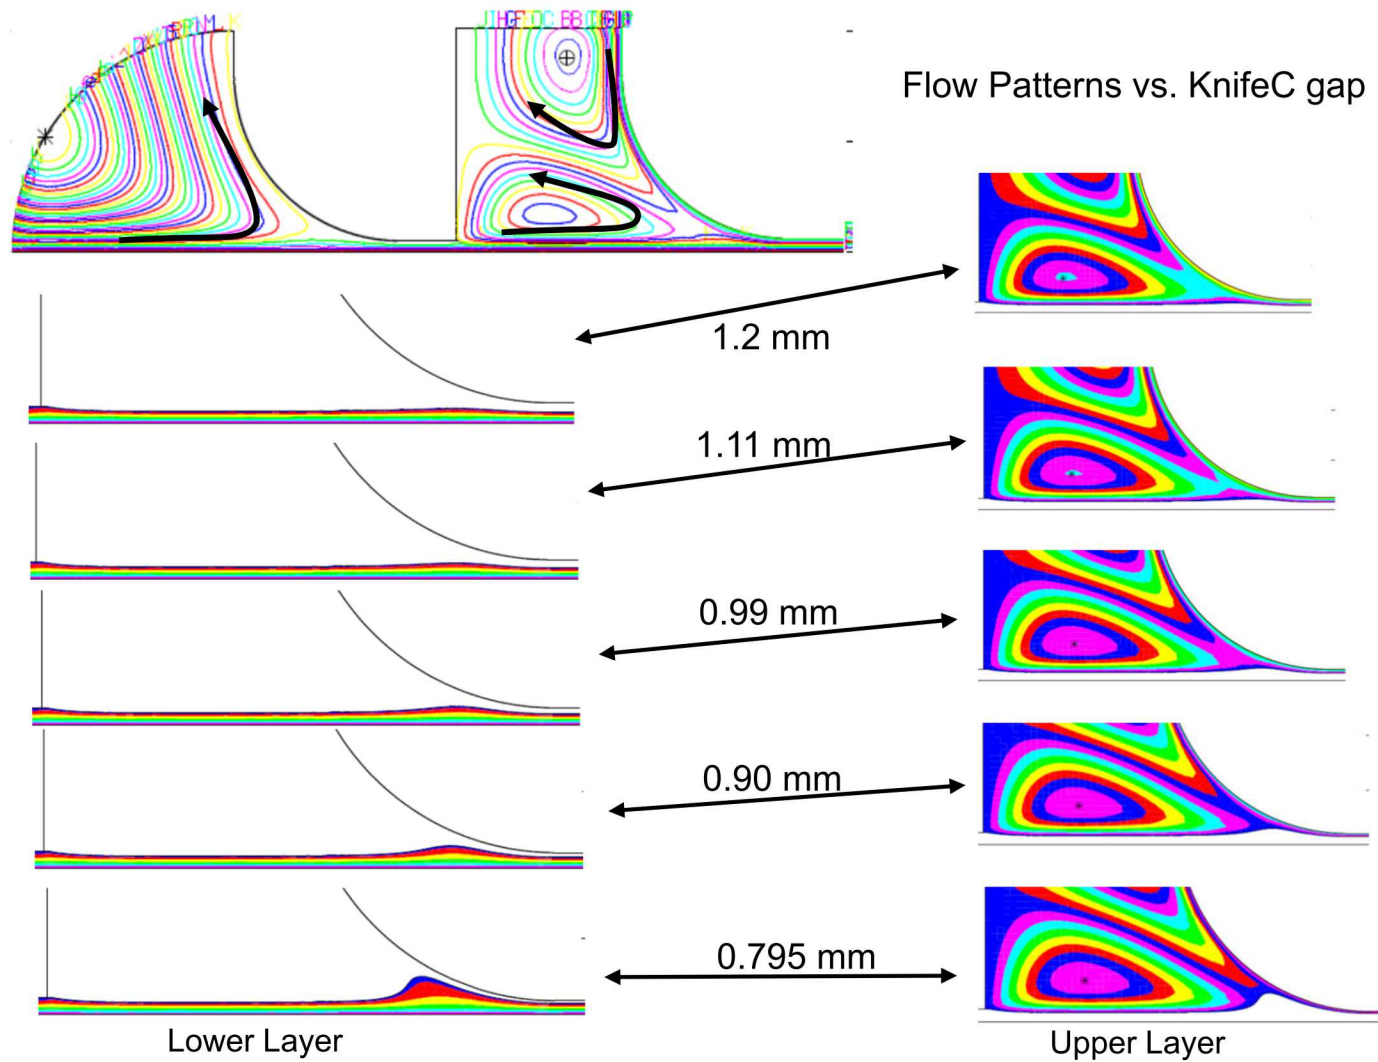 Flow Patterns vs. KnifeC gap
1.2 mm
1.11 mm
0.99 mm
0.90 mm
0.795 mm
Lower Layer
Upper Layer